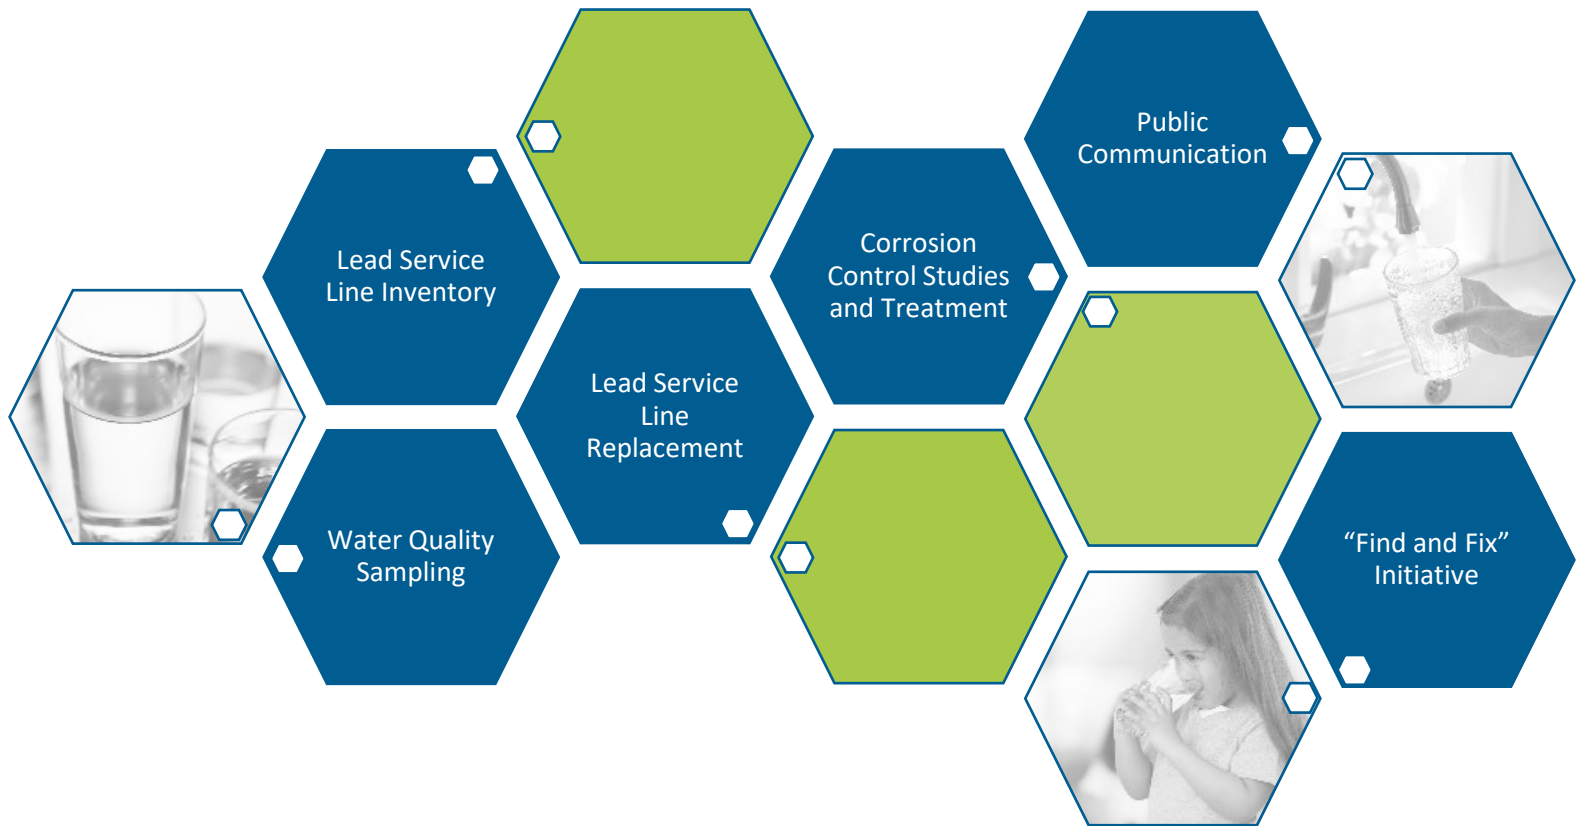 Public
Communication
Lead Service
Line Inventory
Corrosion
Control Studies
and Treatment
Lead Service
Line
Replacement
Water Quality
Sampling
“Find and Fix”
Initiative